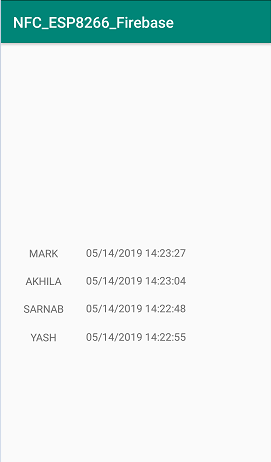 NFC_ESP8266_Firebase
MARK 05/14/2019 14:23:27
AKHILA 05/14/2019 14:23:04
SARNAB 05/14/2019 14:22:48
YASH 05/14/2019 14:22:55